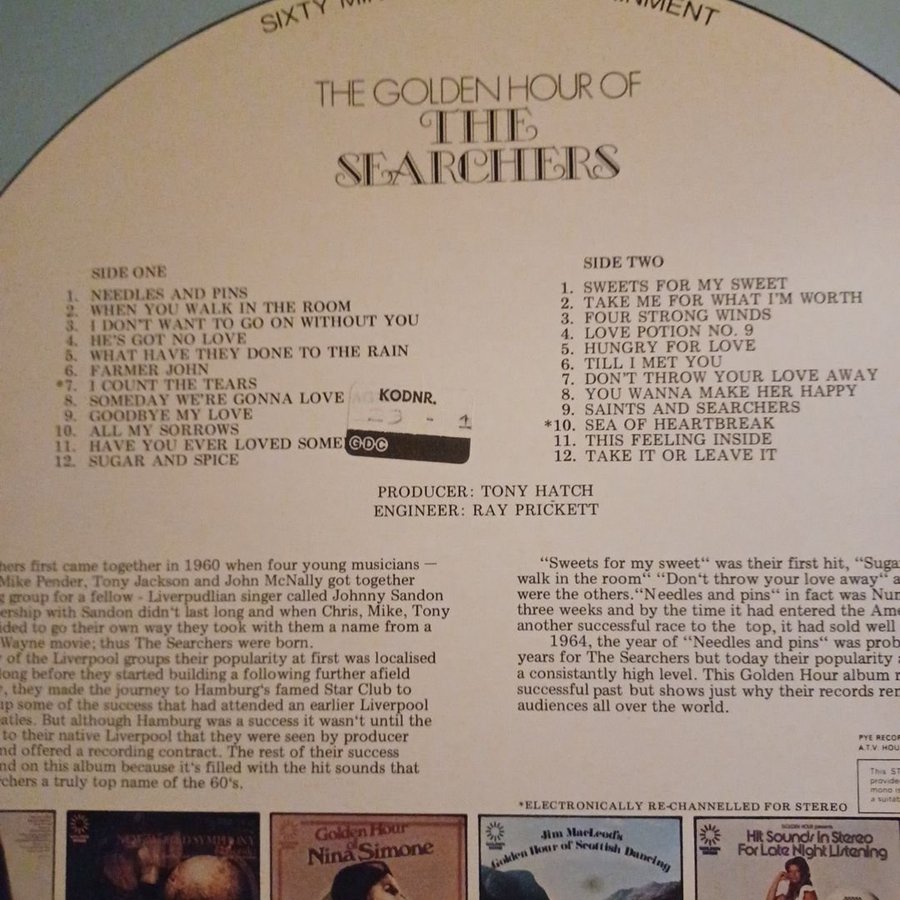 SIXTY
THE GOLDEN HOUR OF
THE
SEARCHERS
SIDE ONE
1. NEEDLES AND PINS
2. WHEN YOU WALK IN THE ROOM
3. I DON'T WANT TO GO ON WITHOUT YOU
4. HE'S GOT NO LOVE
5. WHAT HAVE THEY DONE TO THE RAIN
6. FARMER JOHN
*7. I COUNT THE TEARS
8. SOMEDAY WE'RE GONNA LOVE
9. GOODBYE MY LOVE
10. ALL MY SORROWS
11. HAVE YOU EVER LOVED SOME
12. SUGAR AND SPICE
KODNR.
GDC
SIDE TWO
1. SWEETS FOR MY SWEET
2. TAKE ME FOR WHAT I'M WORTH
3. FOUR STRONG WINDS
4. LOVE POTION NO. 9
5. HUNGRY FOR LOVE
6. TILL I MET YOU
7. DON'T THROW YOUR LOVE AWAY
8. YOU WANNA MAKE HER HAPPY
9. SAINTS AND SEARCHERS
*10. SEA OF HEARTBREAK
11. THIS FEELING INSIDE
12. TAKE IT OR LEAVE IT
PRODUCER: TONY HATCH
ENGINEER: RAY PRICKETT
hers first came together in 1960 when four young musicians —
Mike Pender, Tony Jackson and John McNally got together
group for a fellow - Liverpudlian singer called Johnny Sandon
ership with Sandon didn't last long and when Chris, Mike, Tony
ided to go their own way they took with them a name from a
Wayne movie; thus The Searchers were born.
of the Liverpool groups their popularity at first was localised
long before they started building a following further afield
they made the journey to Hamburg's famed Star Club to
up some of the success that had attended an earlier Liverpool
eatles. But although Hamburg was a success it wasn't until the
to their native Liverpool that they were seen by producer
nd offered a recording contract. The rest of their success
nd on this album because it's filled with the hit sounds that
rchers a truly top name of the 60's.
"Sweets for my sweet" was their first hit, "Suga
walk in the room" "Don't throw your love away" a
were the others. "Needles and pins" in fact was Nu
three weeks and by the time it had entered the Ame
another successful race to the top, it had sold well
1964, the year of "Needles and pins" was prob
years for The Searchers but today their popularity
a consistantly high level. This Golden Hour album r
successful past but shows just why their records re
audiences all over the world.
PYE RECOR
A.T.V. HOU
This ST
provide
mono is
a suitab
*ELECTRONICALLY RE-CHANNELLED FOR STEREO
Golden Hour
of
Nina Simone
Jim MacLeod's
Golden Hour of Scottish Dancing
GOLDEN HOUR presents
Hit Sounds In Stereo
For Late Night Listening